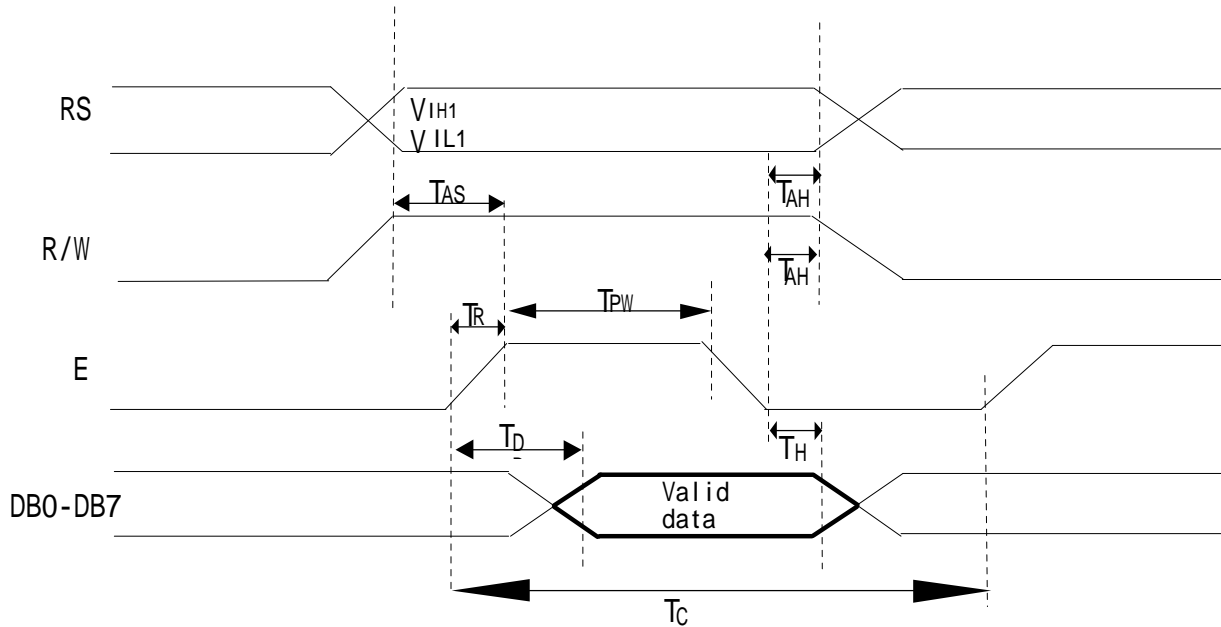 RS
VIH1
VIL1
TAS
TAH
R/W
TAH
TR
TPW
E
TD
TH
DB0-DB7
Valid
data
TC